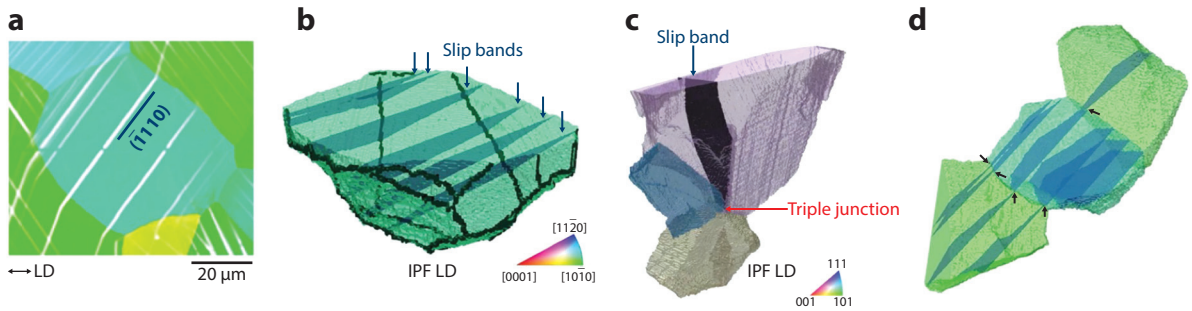 a
(1̄110)
LD
20 μm
b
Slip bands
IPF LD
[112̄0]
[0001]
[101̄0]
c
Slip band
Triple junction
IPF LD
111
001
101
d